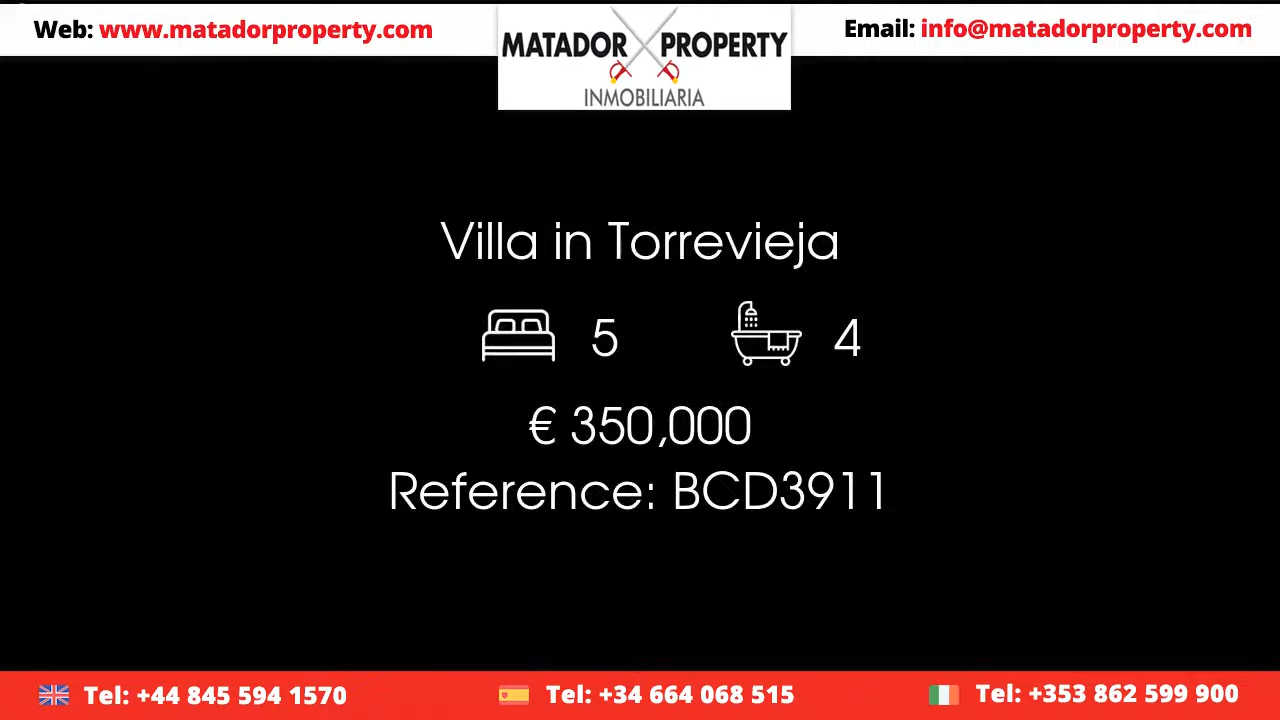 Web: www.matadorproperty.com
MATADOR PROPERTY
INMOBILIARIA
Email: info@matadorproperty.com
Villa in Torrevieja
5 4
€ 350,000
Reference: BCD3911
Tel: +44 845 594 1570
Tel: +34 664 068 515
Tel: +353 862 599 900